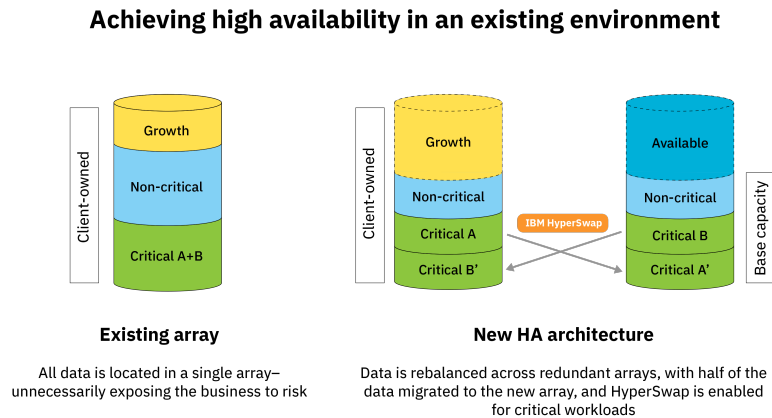 Achieving high availability in an existing environment
Client-owned
Growth
Non-critical
Critical A+B
Existing array
All data is located in a single array–
unnecessarily exposing the business to risk
Client-owned
Growth
Non-critical
Critical A
Critical B’
IBM HyperSwap
Available
Non-critical
Critical B
Critical A’
Base capacity
New HA architecture
Data is rebalanced across redundant arrays, with half of the
data migrated to the new array, and HyperSwap is enabled
for critical workloads